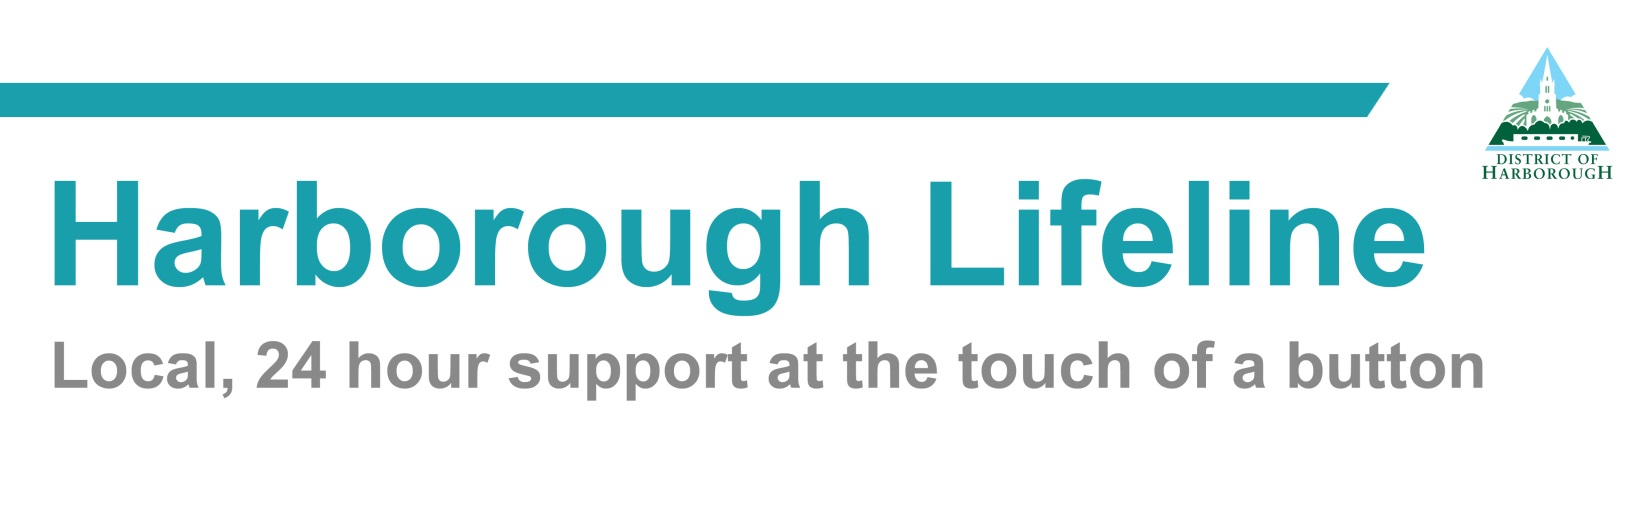 DISTRICT OF
HARBOROUGH
Harborough Lifeline
Local, 24 hour support at the touch of a button